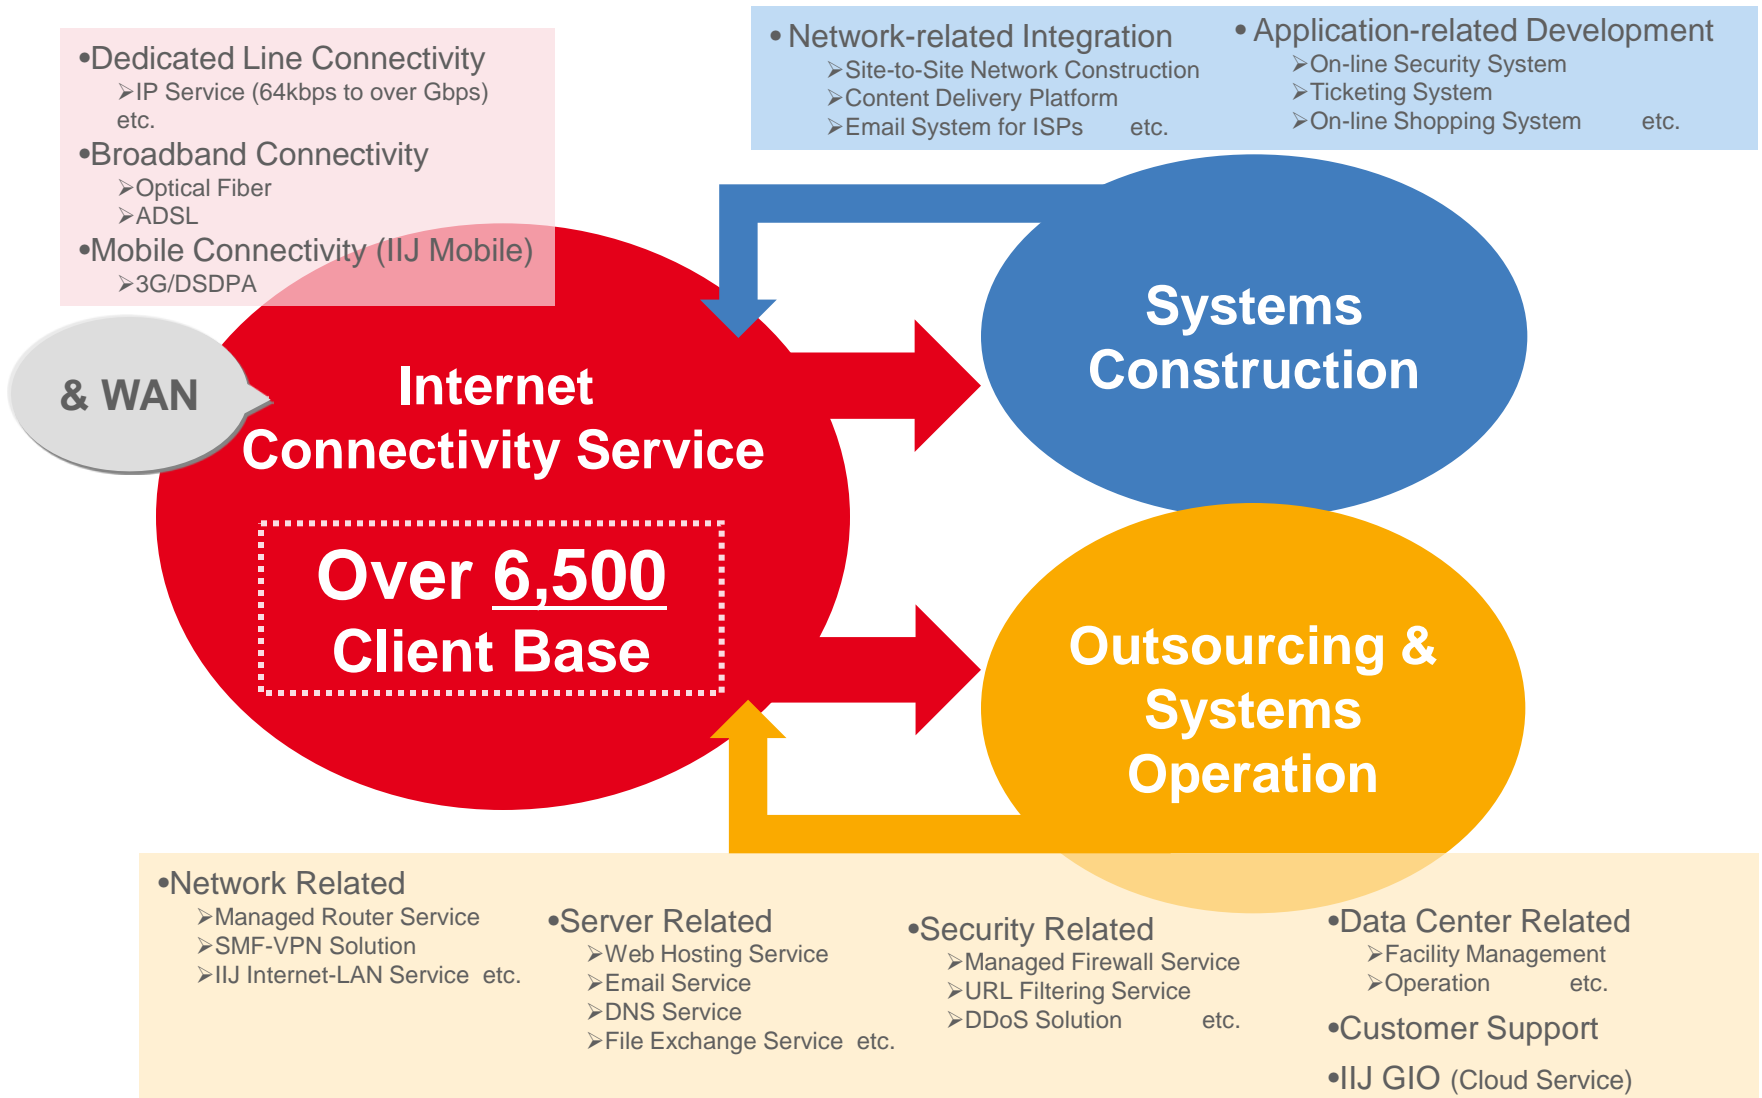 •Dedicated Line Connectivity
➢IP Service (64kbps to over Gbps)
etc.
•Broadband Connectivity
➢Optical Fiber
➢ADSL
•Mobile Connectivity (IIJ Mobile)
➢3G/DSDPA
• Network-related Integration
➢Site-to-Site Network Construction
➢Content Delivery Platform
➢Email System for ISPs etc.
• Application-related Development
➢On-line Security System
➢Ticketing System
➢On-line Shopping System etc.
& WAN
Internet
Connectivity Service
Over 6,500
Client Base
Systems
Construction
Outsourcing &
Systems
Operation
•Network Related
➢Managed Router Service
➢SMF-VPN Solution
➢IIJ Internet-LAN Service etc.
•Server Related
➢Web Hosting Service
➢Email Service
➢DNS Service
➢File Exchange Service etc.
•Security Related
➢Managed Firewall Service
➢URL Filtering Service
➢DDoS Solution etc.
•Data Center Related
➢Facility Management
➢Operation etc.
•Customer Support
•IIJ GIO (Cloud Service)